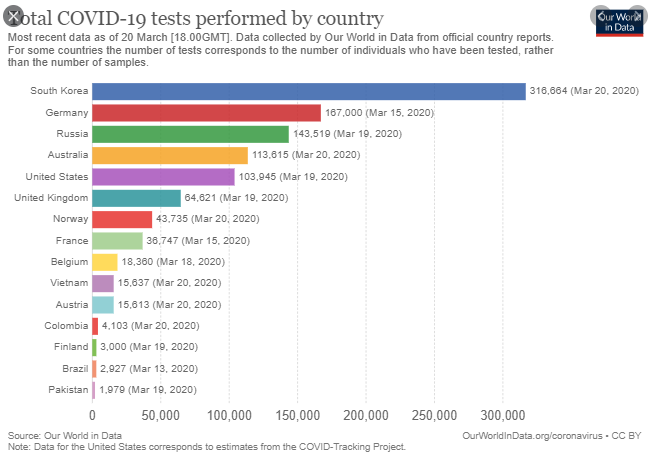 Total COVID-19 tests performed by country
Our World
in Data
Most recent data as of 20 March [18.00GMT]. Data collected by Our World in Data from official country reports.
For some countries the number of tests corresponds to the number of individuals who have been tested, rather
than the number of samples.
South Korea 316,664 (Mar 20, 2020)
Germany 167,000 (Mar 15, 2020)
Russia 143,519 (Mar 19, 2020)
Australia 113,615 (Mar 20, 2020)
United States 103,945 (Mar 19, 2020)
United Kingdom 64,621 (Mar 19, 2020)
Norway 43,735 (Mar 20, 2020)
France 36,747 (Mar 15, 2020)
Belgium 18,360 (Mar 18, 2020)
Vietnam 15,637 (Mar 20, 2020)
Austria 15,613 (Mar 20, 2020)
Colombia 4,103 (Mar 20, 2020)
Finland 3,000 (Mar 19, 2020)
Brazil 2,927 (Mar 13, 2020)
Pakistan 1,979 (Mar 19, 2020)
0 50,000 100,000 150,000 200,000 250,000 300,000
Source: Our World in Data OurWorldInData.org/coronavirus • CC BY
Note: Data for the United States corresponds to estimates from the COVID-Tracking Project.